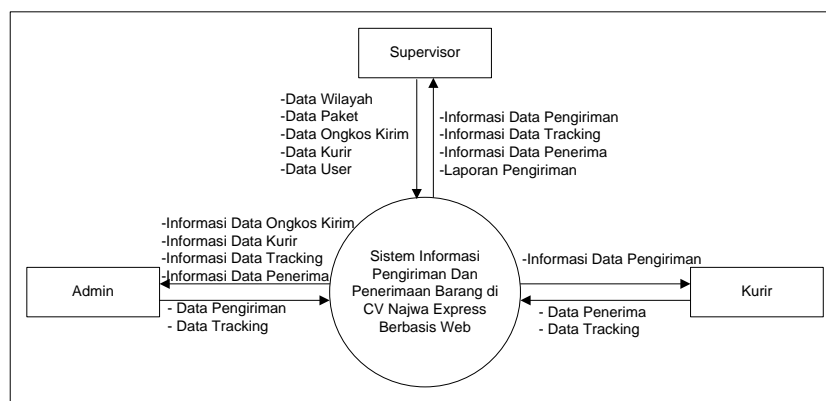 Supervisor
-Data Wilayah
-Data Paket
-Data Ongkos Kirim
-Data Kurir
-Data User
-Informasi Data Pengiriman
-Informasi Data Tracking
-Informasi Data Penerima
-Laporan Pengiriman
-Informasi Data Ongkos Kirim
-Informasi Data Kurir
-Informasi Data Tracking
-Informasi Data Penerima
Admin
- Data Pengiriman
- Data Tracking
Sistem Informasi
Pengiriman Dan
Penerimaan Barang di
CV Najwa Express
Berbasis Web
-Informasi Data Pengiriman
Kurir
- Data Penerima
- Data Tracking